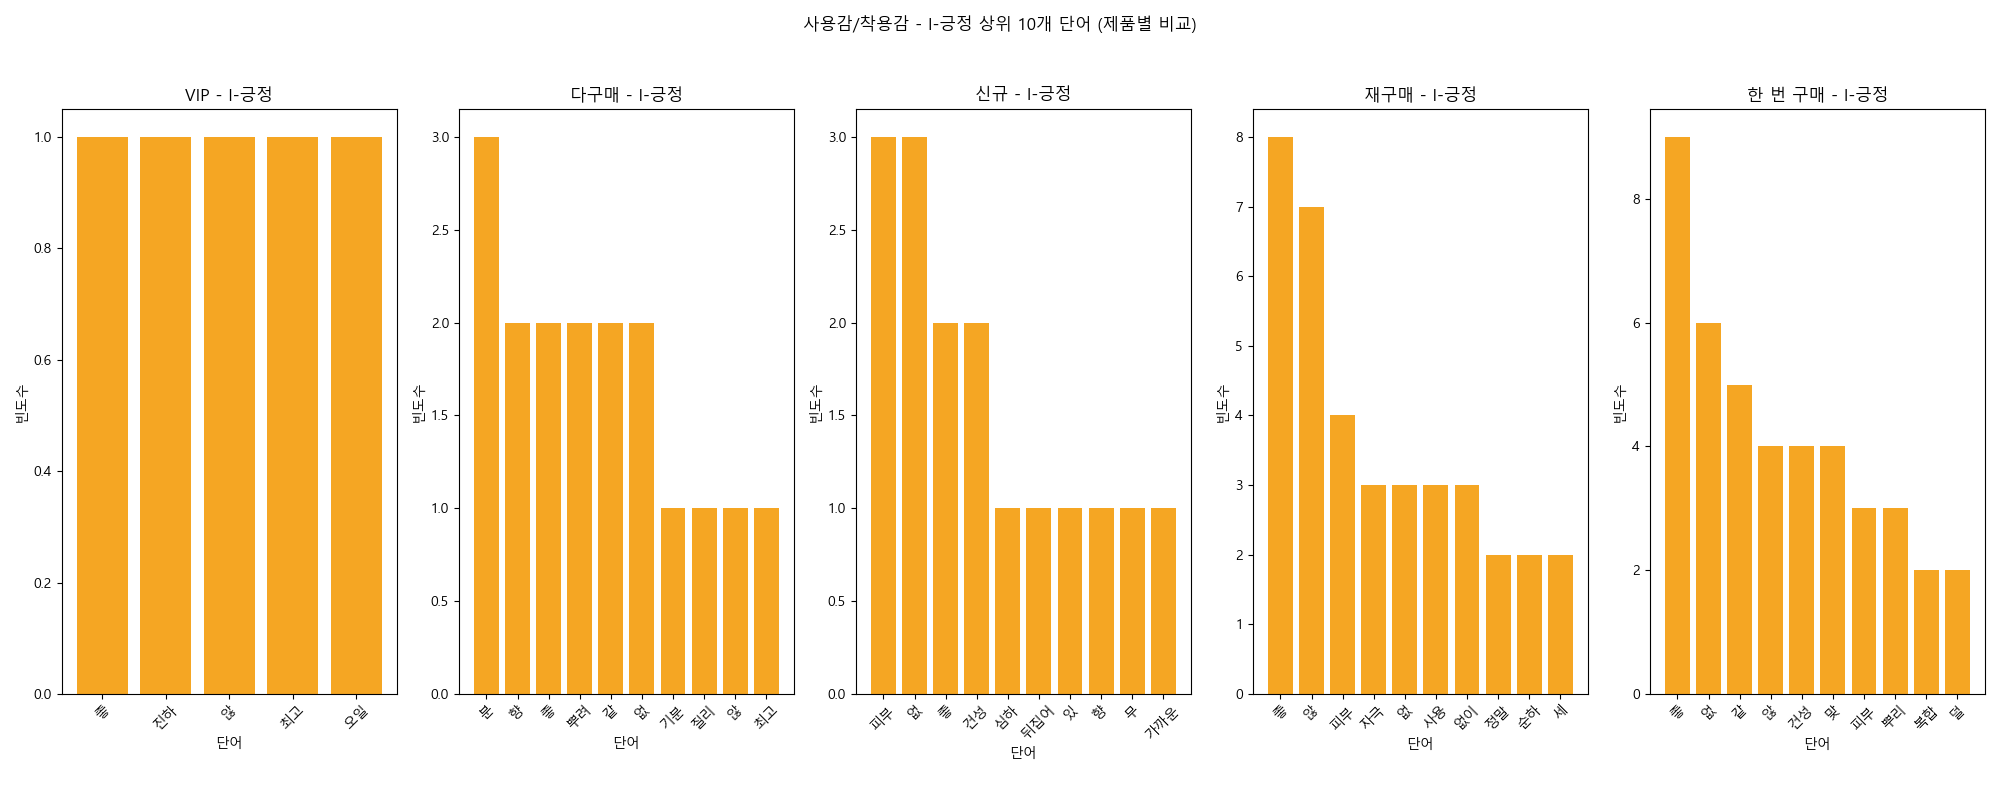 사용감/착용감 - I-긍정 상위 10개 단어 (제품별 비교)
VIP - I-긍정
빈도수
1.0
0.8
0.6
0.4
0.2
0.0
좋
진하
않
최고
오일
단어
다구매 - I-긍정
빈도수
3.0
2.5
2.0
1.5
1.0
0.5
0.0
분
향
좋
뿌려
같
없
기분
질리
않
최고
단어
신규 - I-긍정
빈도수
3.0
2.5
2.0
1.5
1.0
0.5
0.0
피부
없
좋
건성
심하
뒤집어
있
향
무
가까운
단어
재구매 - I-긍정
빈도수
8
7
6
5
4
3
2
1
0
좋
않
피부
자극
없
사용
없이
정말
순하
세
단어
한 번 구매 - I-긍정
빈도수
8
6
4
2
0
좋
없
같
않
건성
맞
피부
뿌리
복합
덜
단어